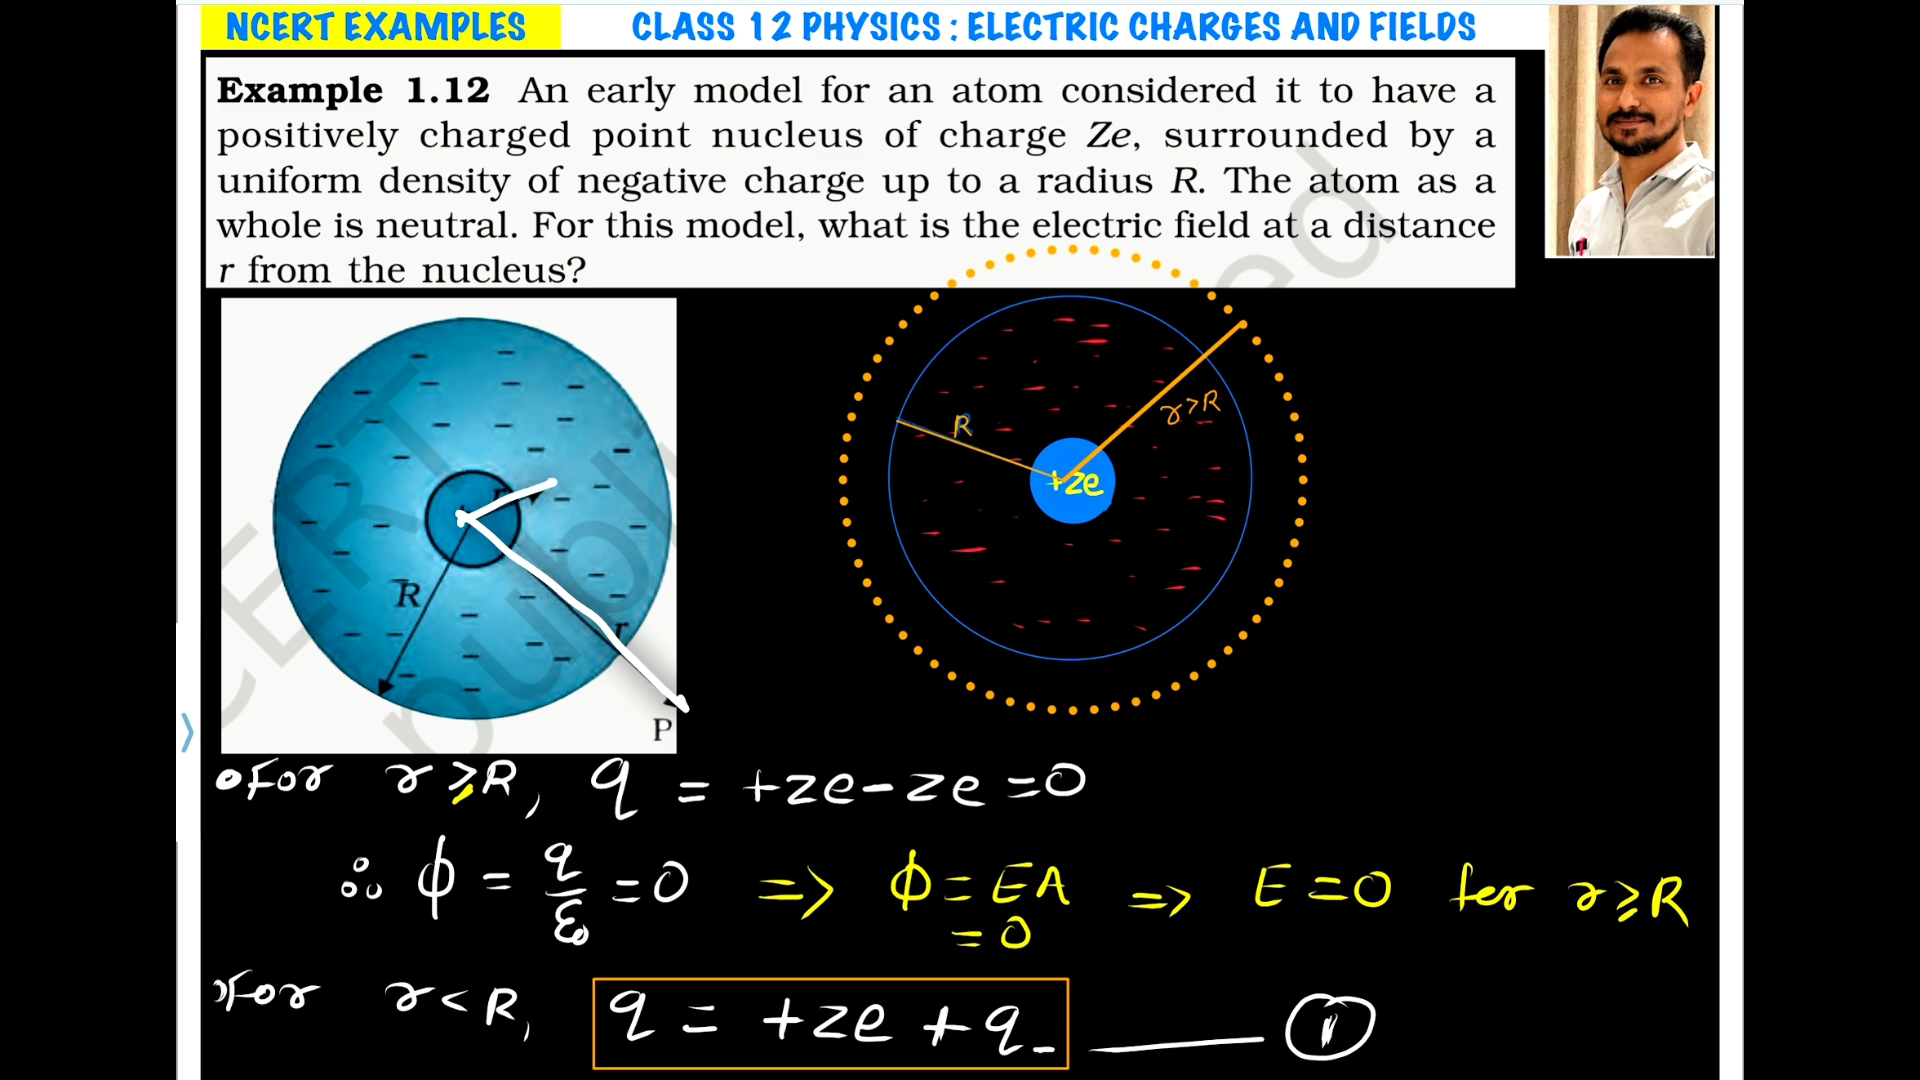 NCERT EXAMPLES
CLASS 12 PHYSICS : ELECTRIC CHARGES AND FIELDS
Example 1.12 An early model for an atom considered it to have a
positively charged point nucleus of charge Ze, surrounded by a
uniform density of negative charge up to a radius R. The atom as a
whole is neutral. For this model, what is the electric field at a distance
r from the nucleus?
R
r
r
P
R
r>R
+ze
For r ≥ R, q = +ze-ze =0
∴ ϕ = q/ε0 = 0 => ϕ = EA = 0 => E = 0 for r ≥ R
For r < R, q = +ze + q_ ——— 1